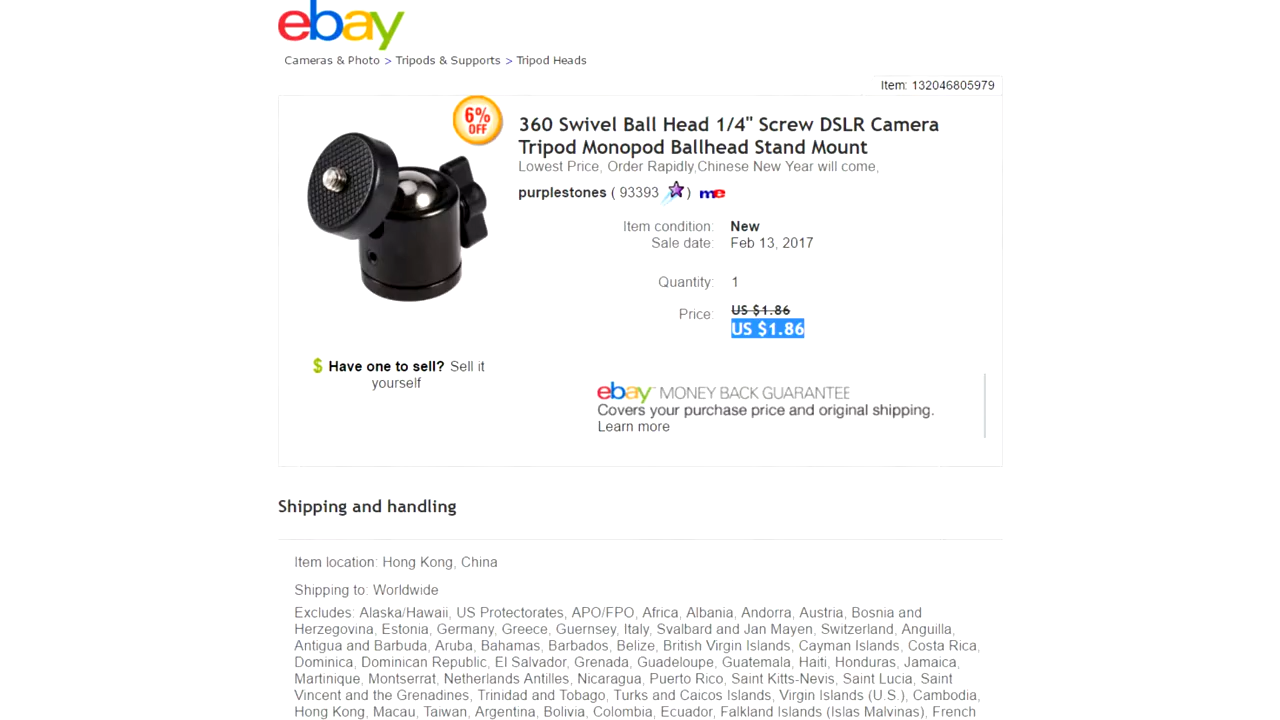 ebay
Cameras & Photo > Tripods & Supports > Tripod Heads
Item: 132046805979
6%
OFF
360 Swivel Ball Head 1/4" Screw DSLR Camera
Tripod Monopod Ballhead Stand Mount
Lowest Price, Order Rapidly,Chinese New Year will come,
purplestones ( 93393 ) me
Item condition: New
Sale date: Feb 13, 2017
Quantity: 1
Price: US $1.86
US $1.86
$ Have one to sell? Sell it
yourself
ebay™ MONEY BACK GUARANTEE
Covers your purchase price and original shipping.
Learn more
Shipping and handling
Item location: Hong Kong, China
Shipping to: Worldwide
Excludes: Alaska/Hawaii, US Protectorates, APO/FPO, Africa, Albania, Andorra, Austria, Bosnia and
Herzegovina, Estonia, Germany, Greece, Guernsey, Italy, Svalbard and Jan Mayen, Switzerland, Anguilla,
Antigua and Barbuda, Aruba, Bahamas, Barbados, Belize, British Virgin Islands, Cayman Islands, Costa Rica,
Dominica, Dominican Republic, El Salvador, Grenada, Guadeloupe, Guatemala, Haiti, Honduras, Jamaica,
Martinique, Montserrat, Netherlands Antilles, Nicaragua, Puerto Rico, Saint Kitts-Nevis, Saint Lucia, Saint
Vincent and the Grenadines, Trinidad and Tobago, Turks and Caicos Islands, Virgin Islands (U.S.), Cambodia,
Hong Kong, Macau, Taiwan, Argentina, Bolivia, Colombia, Ecuador, Falkland Islands (Islas Malvinas), French